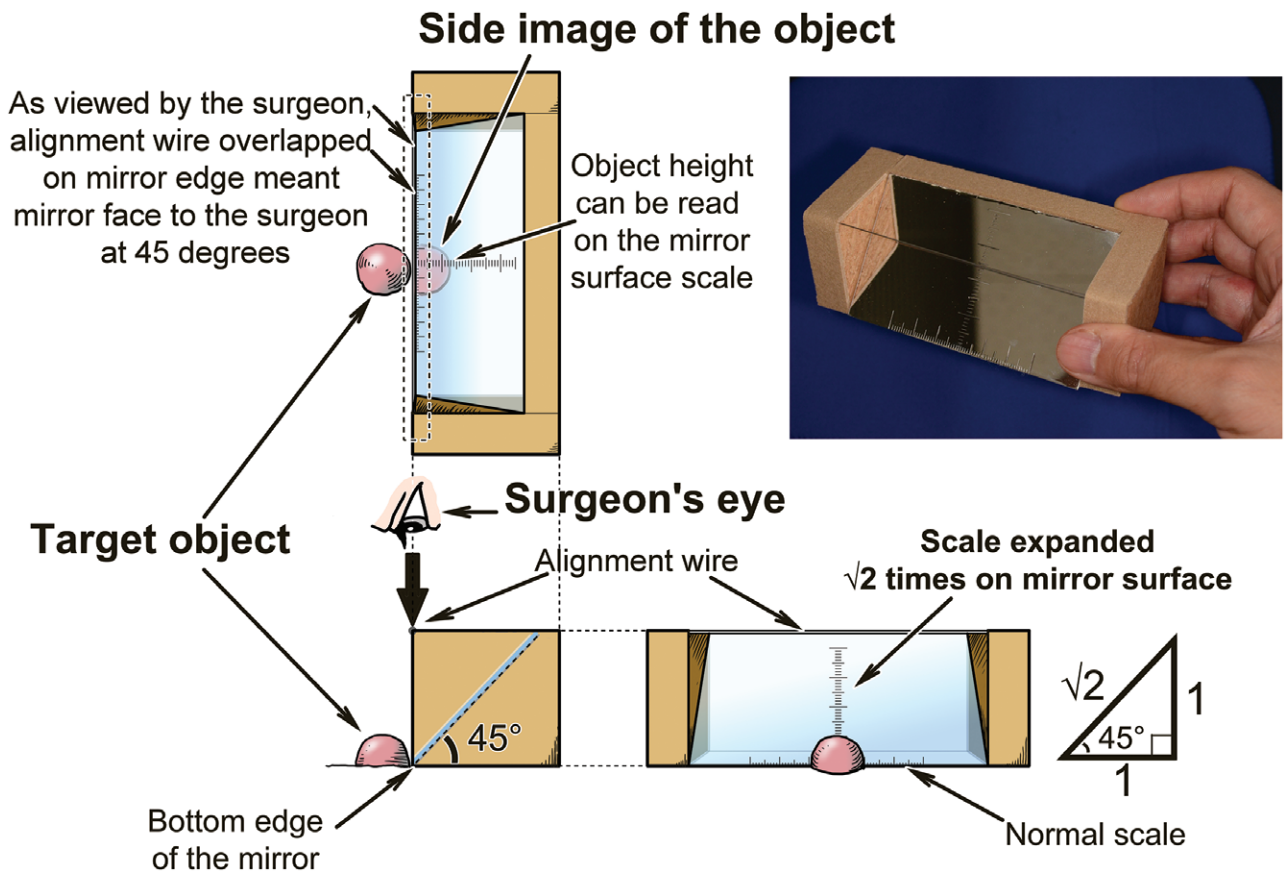 Side image of the object
As viewed by the surgeon,
alignment wire overlapped
on mirror edge meant
mirror face to the surgeon
at 45 degrees
Object height
can be read
on the mirror
surface scale
Target object
Surgeon's eye
Alignment wire
Scale expanded
√2 times on mirror surface
45°
√2
1
45°
1
Bottom edge
of the mirror
Normal scale